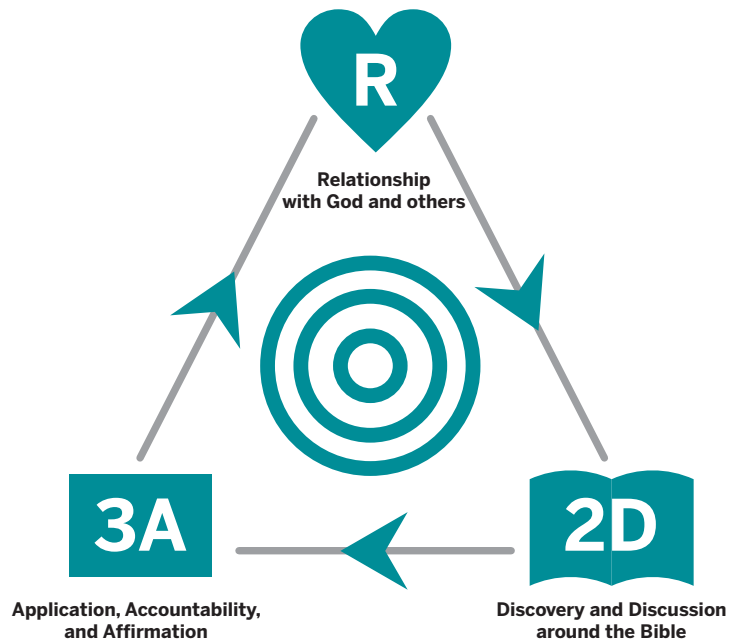 R
Relationship
with God and others
3A
2D
Application, Accountability,
and Affirmation
Discovery and Discussion
around the Bible